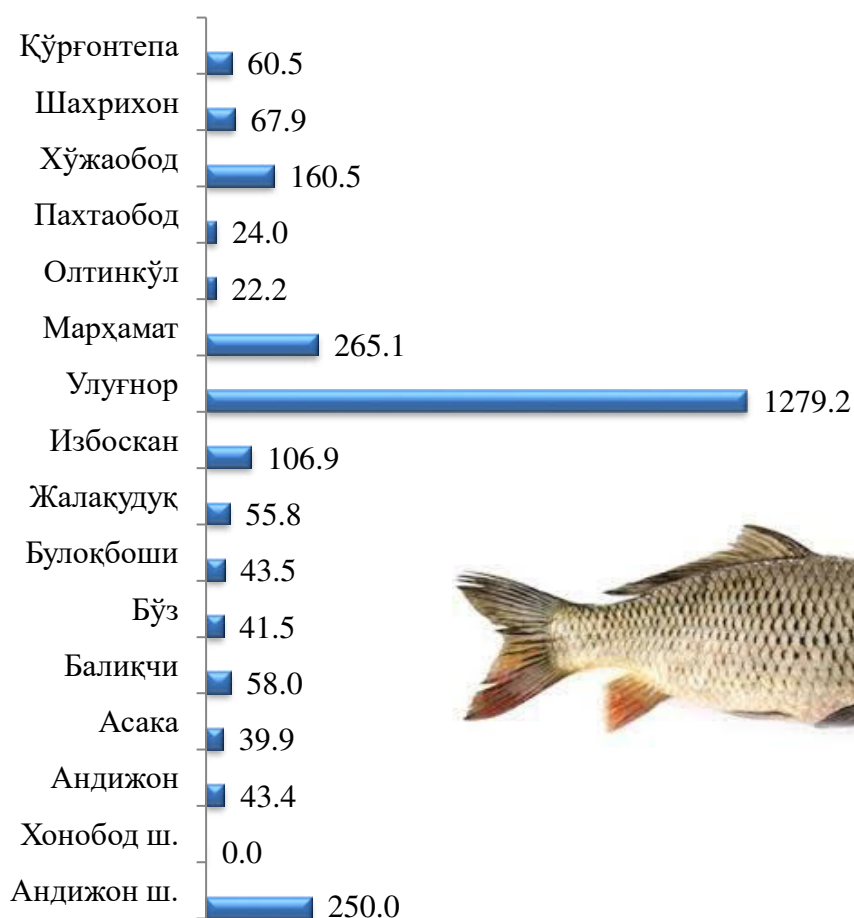 Қўрғонтепа 60.5
Шахрихон 67.9
Хўжаобод 160.5
Пахтаобод 24.0
Олтинкўл 22.2
Марҳамат 265.1
Улуғнор 1279.2
Избоскан 106.9
Жалақудуқ 55.8
Булоқбоши 43.5
Бўз 41.5
Балиқчи 58.0
Асака 39.9
Андижон 43.4
Хонобод ш. 0.0
Андижон ш. 250.0